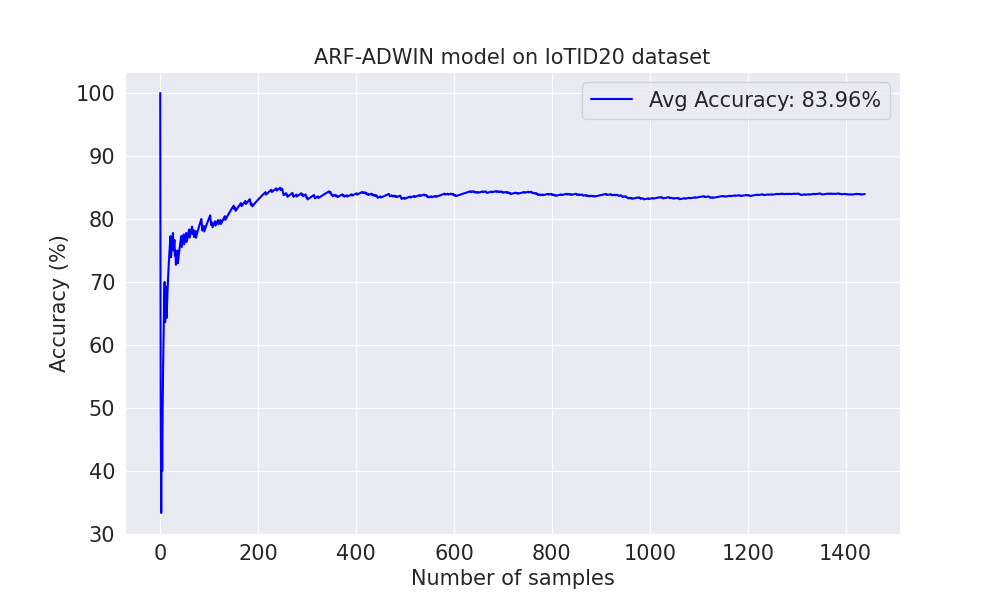 ARF-ADWIN model on IoTID20 dataset
Avg Accuracy: 83.96%
100
90
80
70
60
50
40
30
Accuracy (%)
0 200 400 600 800 1000 1200 1400
Number of samples